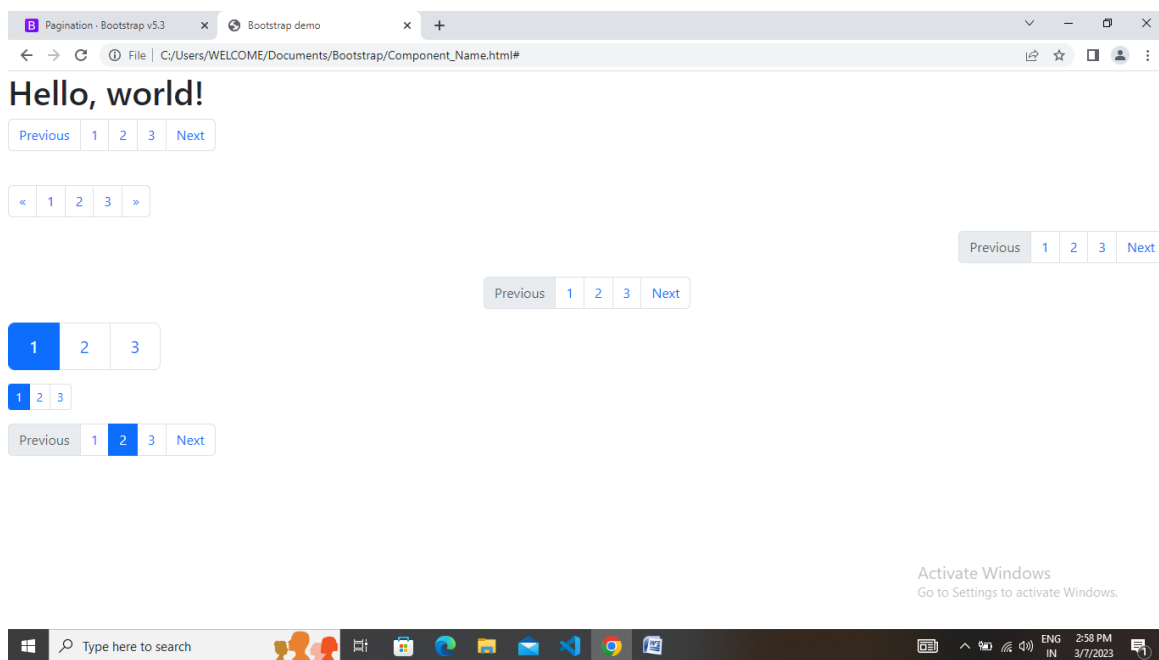 Pagination · Bootstrap v5.3
Bootstrap demo
File | C:/Users/WELCOME/Documents/Bootstrap/Component_Name.html#
Hello, world!
Previous 1 2 3 Next
« 1 2 3 »
Previous 1 2 3 Next
Previous 1 2 3 Next
1 2 3
1 2 3
Previous 1 2 3 Next
Activate Windows
Go to Settings to activate Windows.
Type here to search
ENG
IN
2:58 PM
3/7/2023